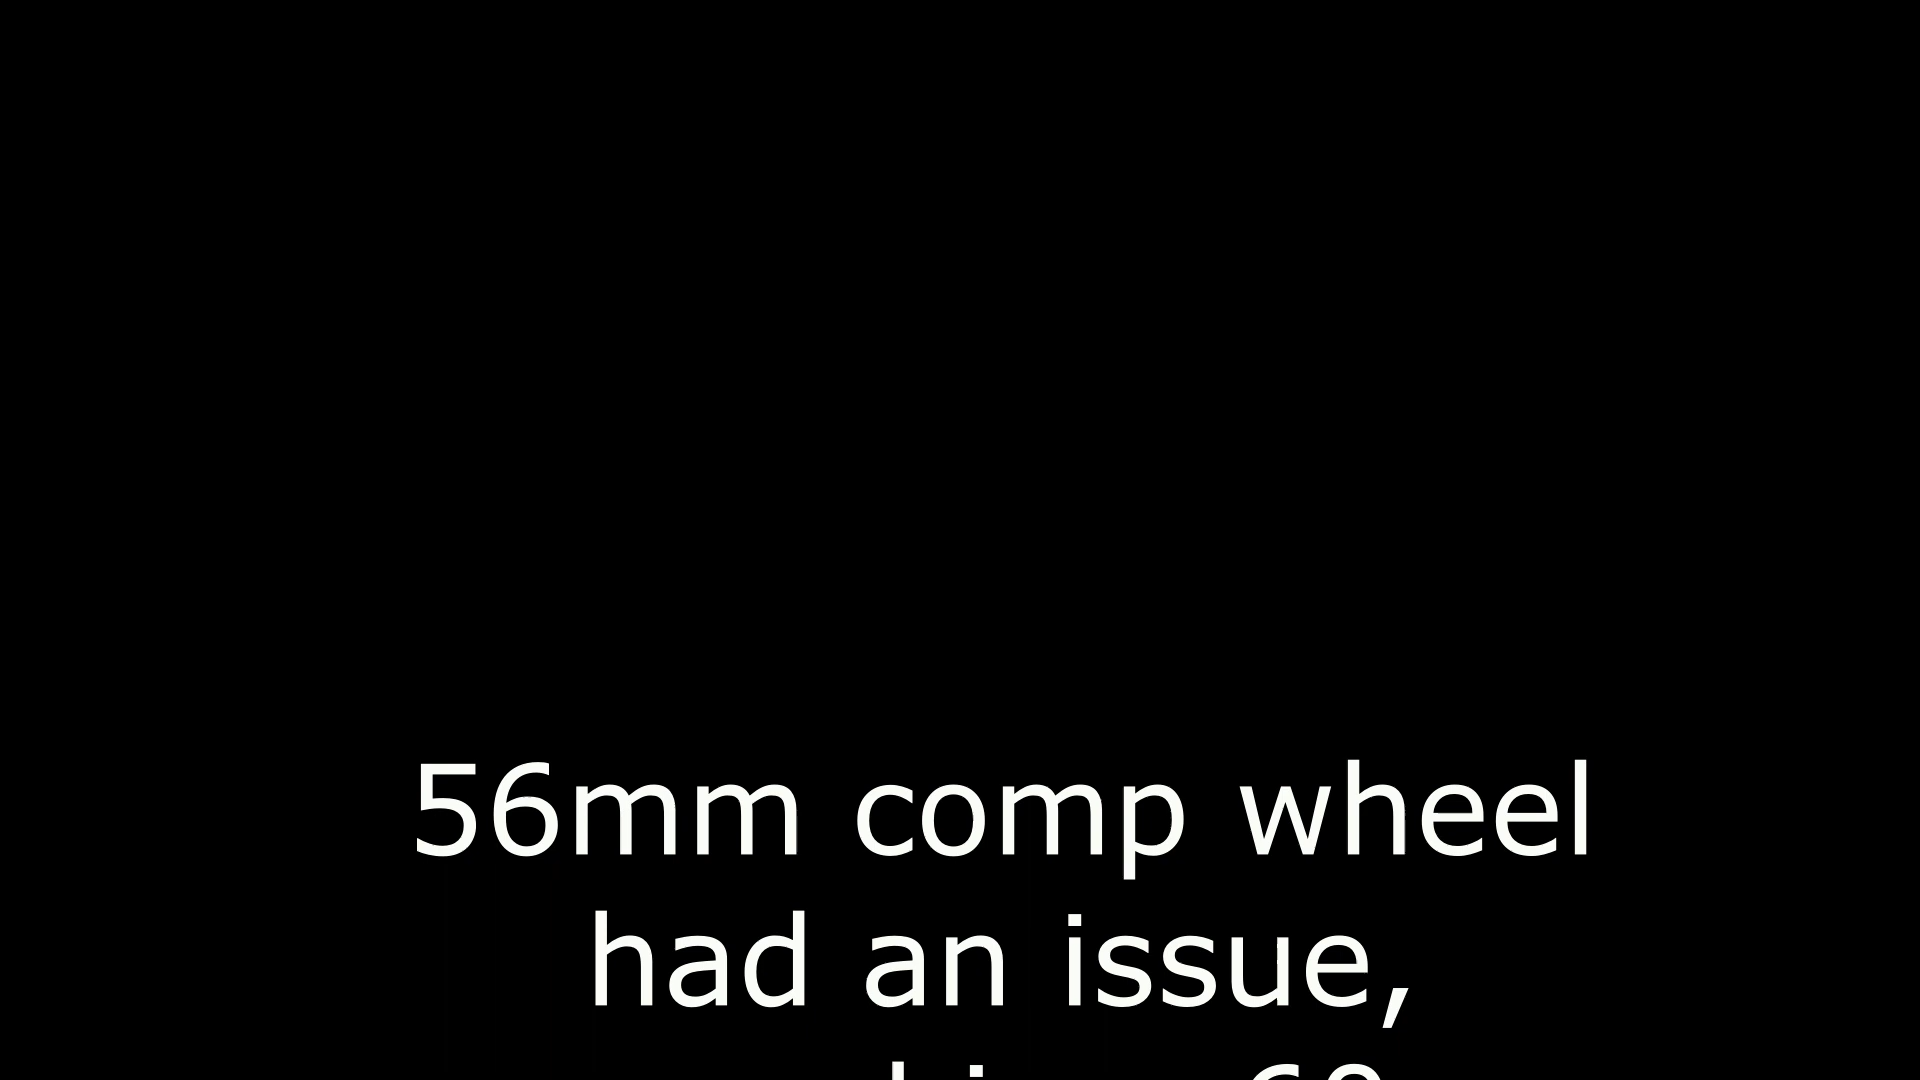 56mm comp wheel
had an issue,